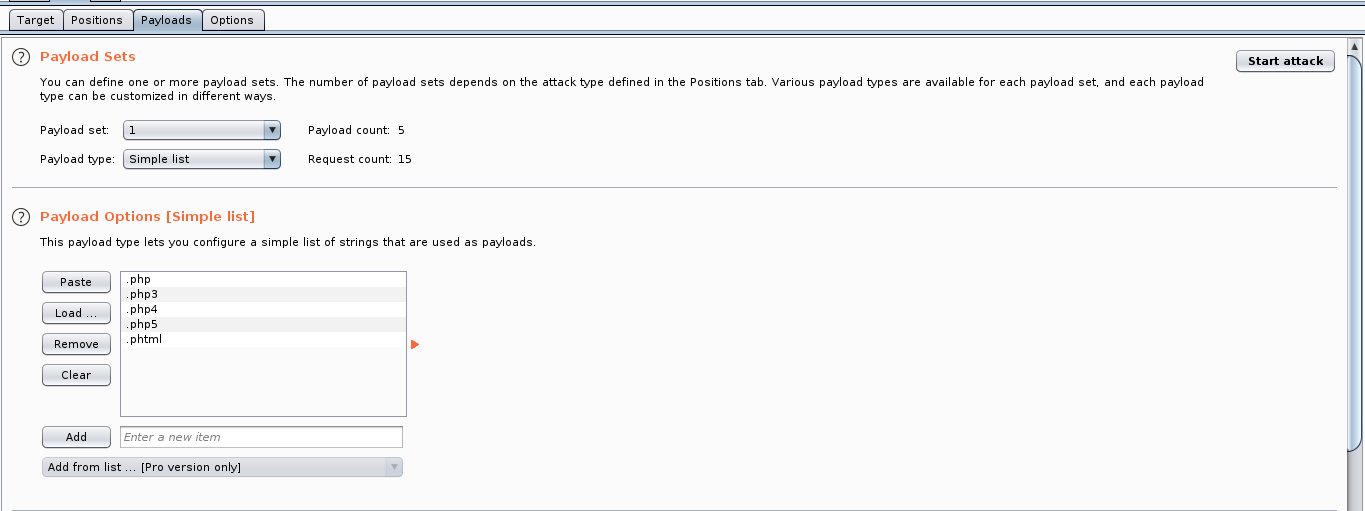 Target Positions Payloads Options
Payload Sets
Start attack
You can define one or more payload sets. The number of payload sets depends on the attack type defined in the Positions tab. Various payload types are available for each payload set, and each payload
type can be customized in different ways.
Payload set: 1 Payload count: 5
Payload type: Simple list Request count: 15
Payload Options [Simple list]
This payload type lets you configure a simple list of strings that are used as payloads.
Paste
Load ...
Remove
Clear
.php
.php3
.php4
.php5
.phtml
Add Enter a new item
Add from list ... [Pro version only]